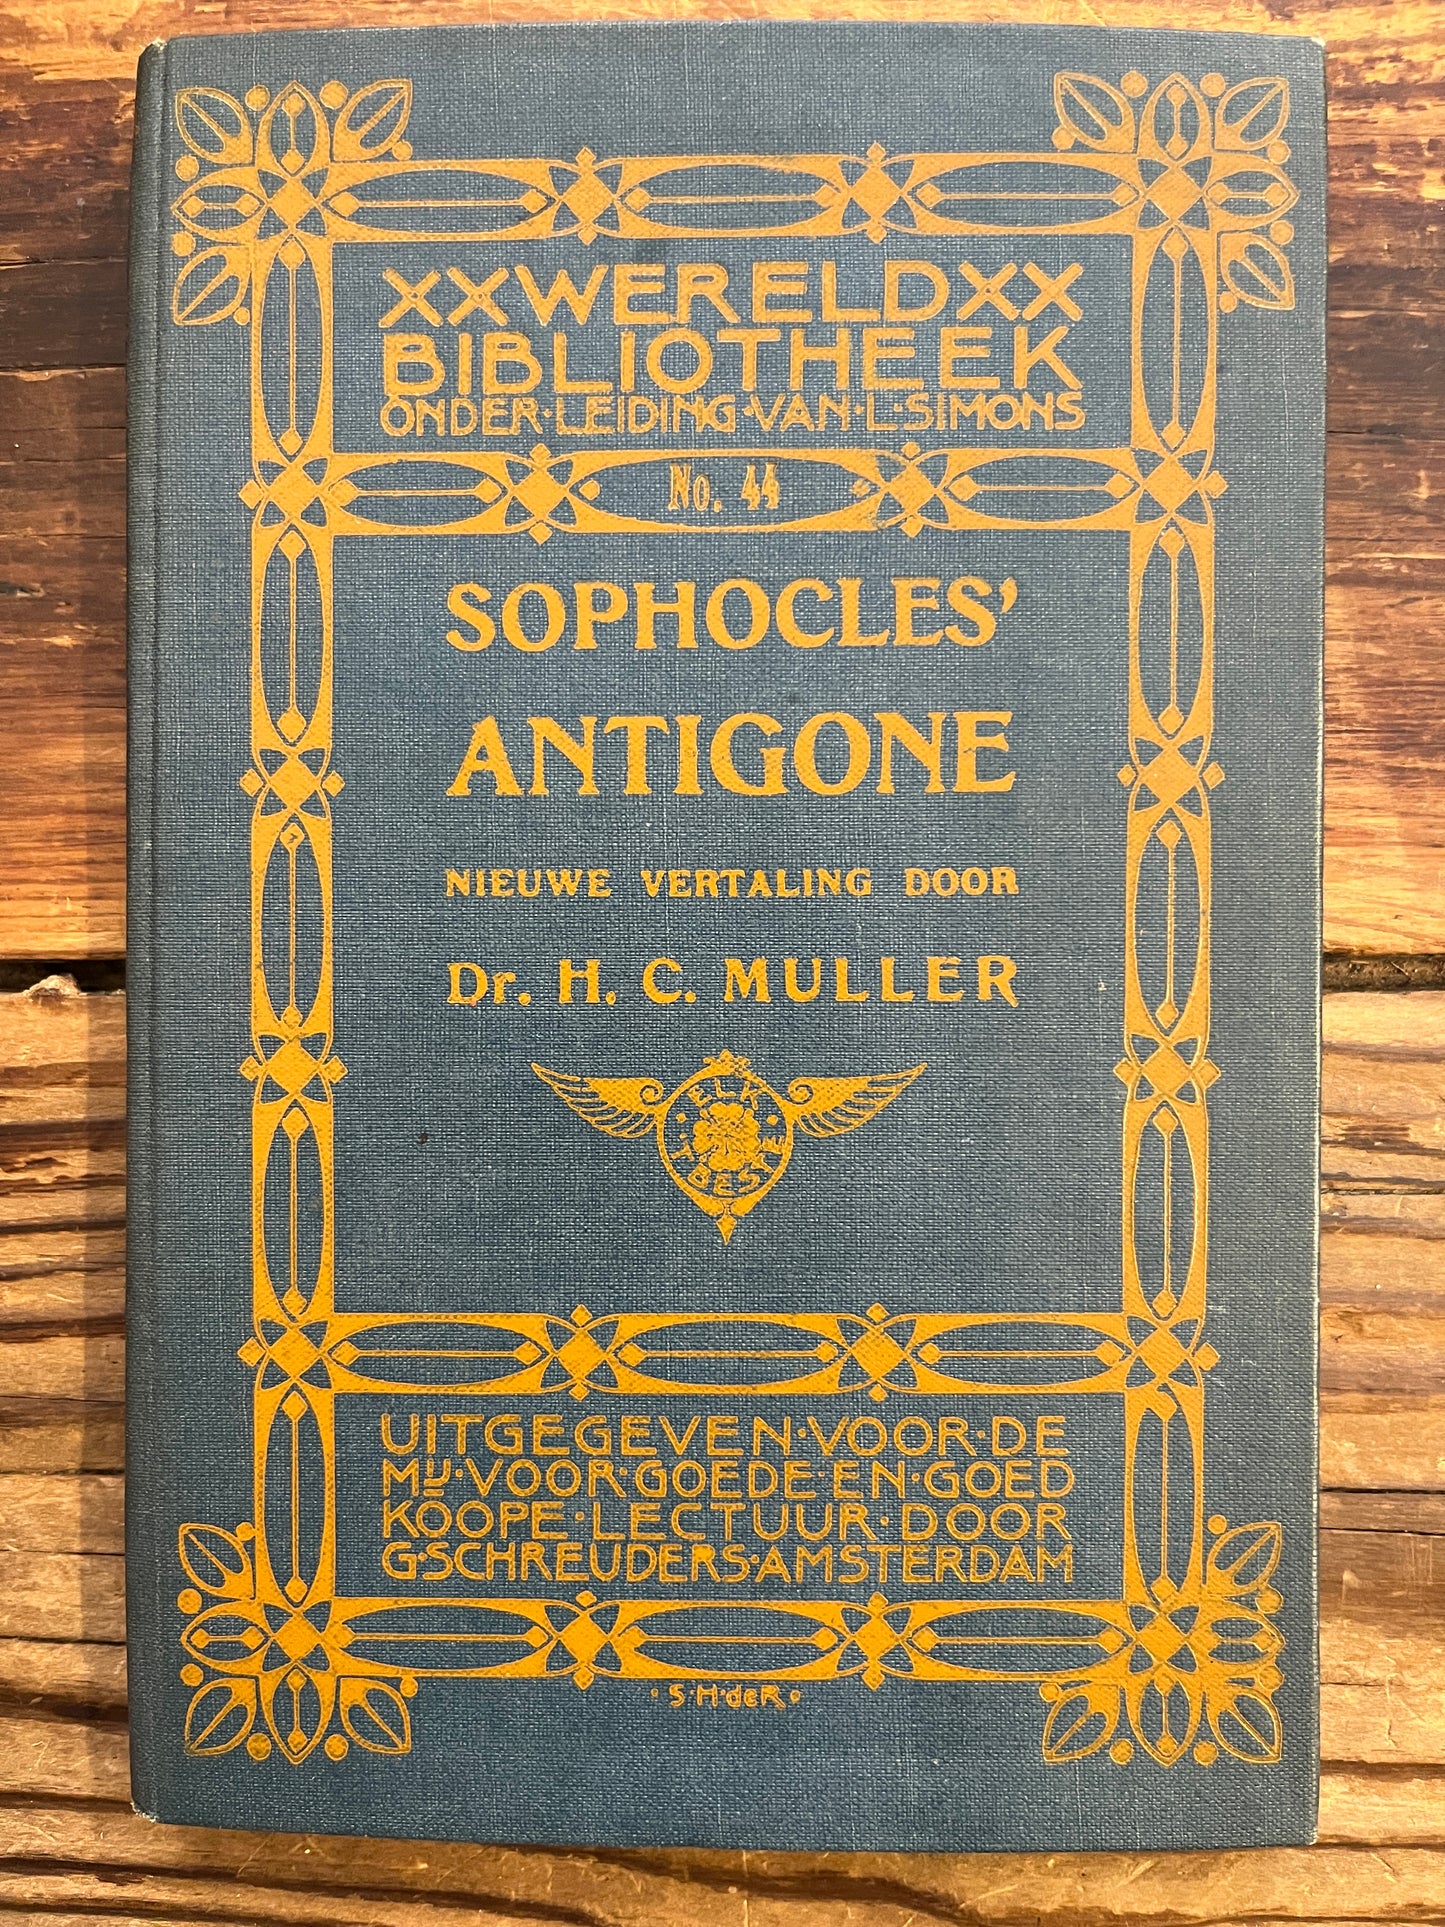 XXWERELDXX
BIBLIOTHEEK
ONDER·LEIDING·VAN·L·SIMONS
No. 44
SOPHOCLES'
ANTIGONE
NIEUWE VERTALING DOOR
Dr. H. C. MULLER
ELK
'T BESTE
UITGEGEVEN·VOOR·DE
MIJ·VOOR·GOEDE·EN·GOED
KOOPE·LECTUUR·DOOR
G·SCHREUDERS·AMSTERDAM
·S·H·deR·